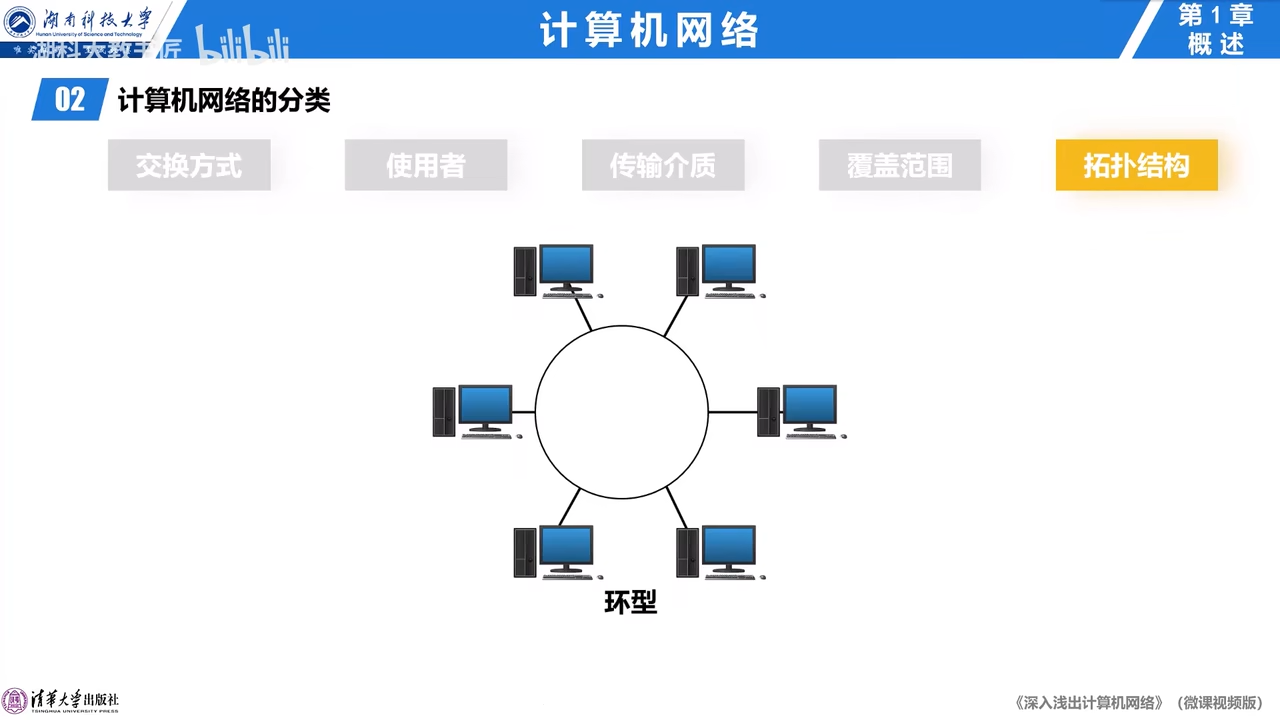 湖南科技大学
Hunan University of Science and Technology
湖科大教书匠
bilibili
计算机网络
第 1 章
概 述
02
计算机网络的分类
交换方式
使用者
传输介质
覆盖范围
拓扑结构
环型
清华大学出版社
TSINGHUA UNIVERSITY PRESS
《深入浅出计算机网络》（微课视频版）